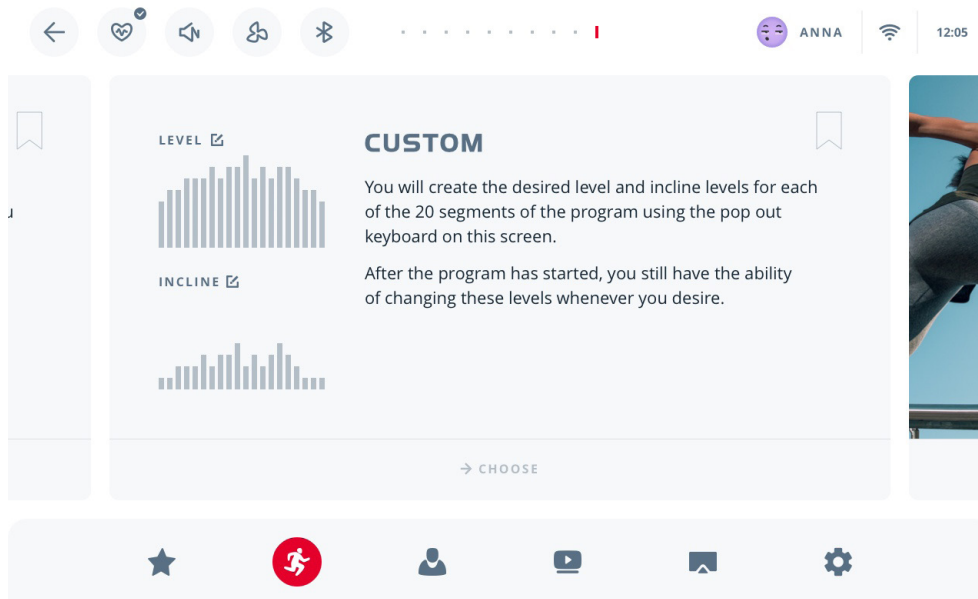 ANNA
12:05
LEVEL
CUSTOM
You will create the desired level and incline levels for each
of the 20 segments of the program using the pop out
keyboard on this screen.
INCLINE
After the program has started, you still have the ability
of changing these levels whenever you desire.
CHOOSE